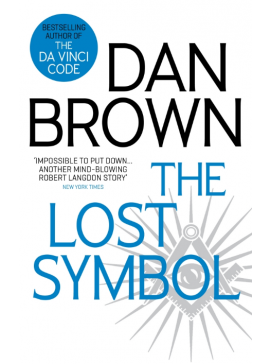 BESTSELLING
AUTHOR OF
THE
DA VINCI
CODE
DAN
BROWN
'IMPOSSIBLE TO PUT DOWN...
ANOTHER MIND-BLOWING
ROBERT LANGDON STORY'
NEW YORK TIMES
THE
LOST
SYMBOL